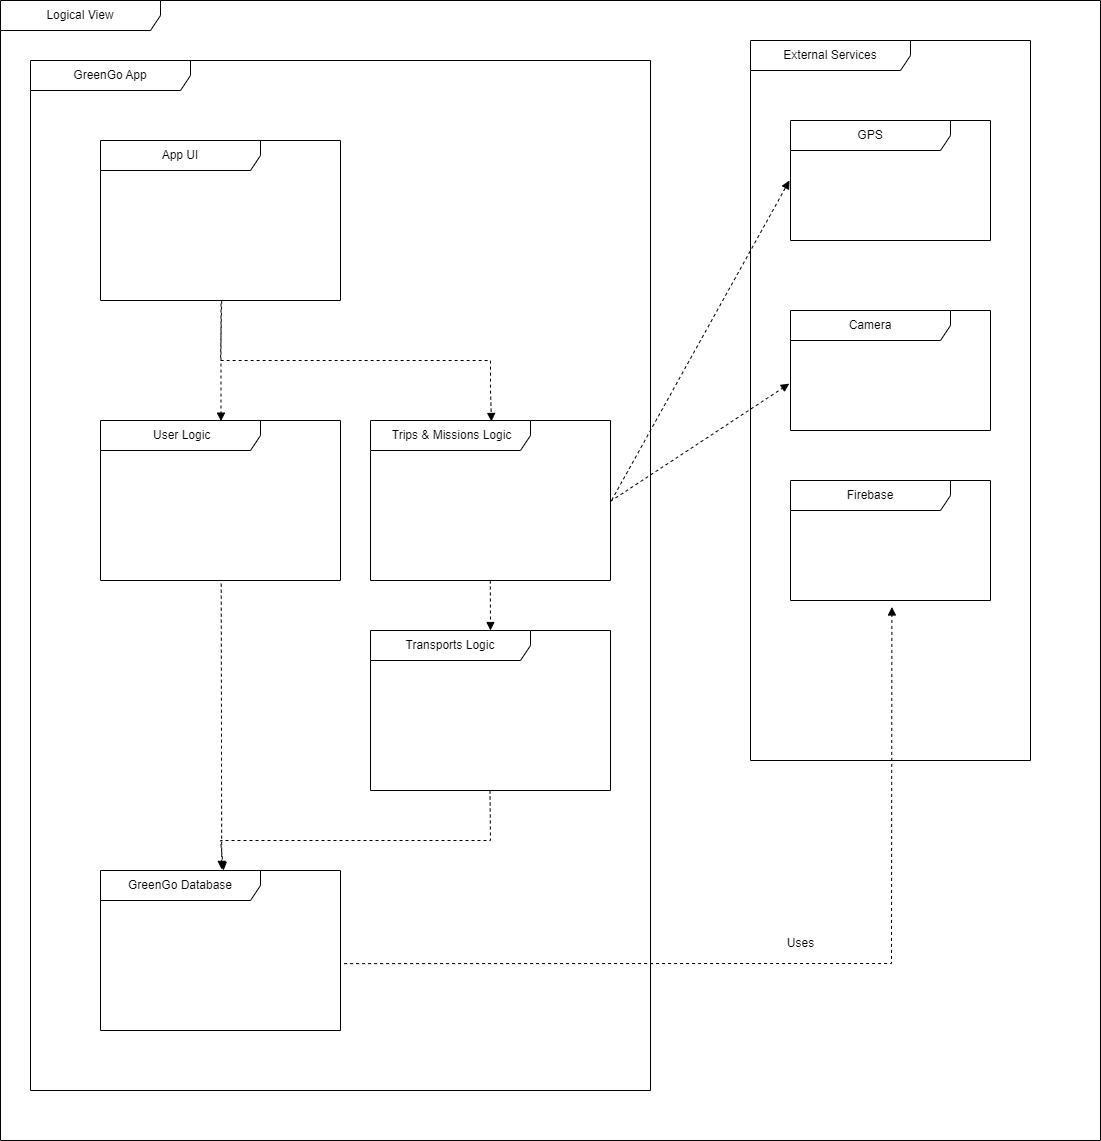 Logical View
External Services
GreenGo App
GPS
App UI
Camera
User Logic
Trips & Missions Logic
Firebase
Transports Logic
GreenGo Database
Uses